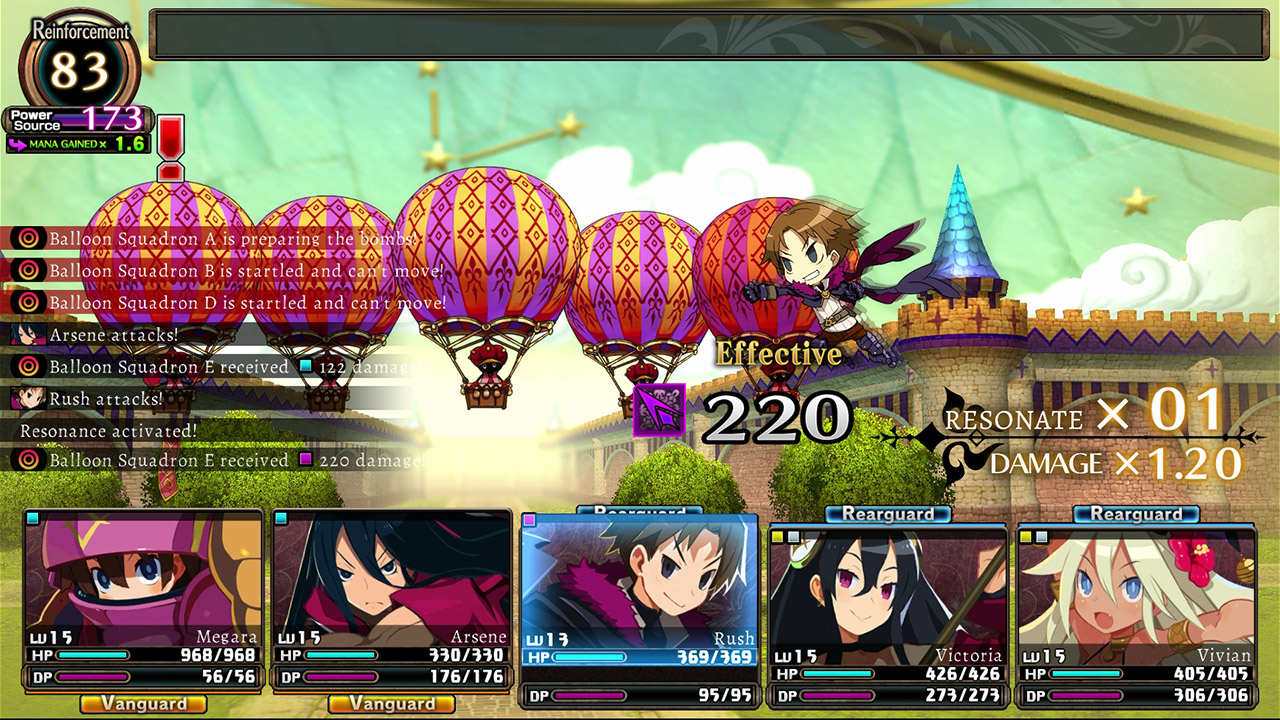 Reinforcement
83
Power Source 173
MANA GAINED× 1.6
Balloon Squadron A is preparing the bombs!
Balloon Squadron B is startled and can't move!
Balloon Squadron D is startled and can't move!
Arsene attacks!
Balloon Squadron E received 122 damage!
Rush attacks!
Resonance activated!
Balloon Squadron E received 220 damage!
Effective
220
RESONATE × 01
DAMAGE ×1.20
Lv15 Megara
HP 968/968
DP 56/56
Vanguard
Lv15 Arsene
HP 330/330
DP 176/176
Vanguard
Rearguard
Lv13 Rush
HP 369/369
DP 95/95
Rearguard
Lv15 Victoria
HP 426/426
DP 273/273
Rearguard
Lv15 Vivian
HP 405/405
DP 306/306